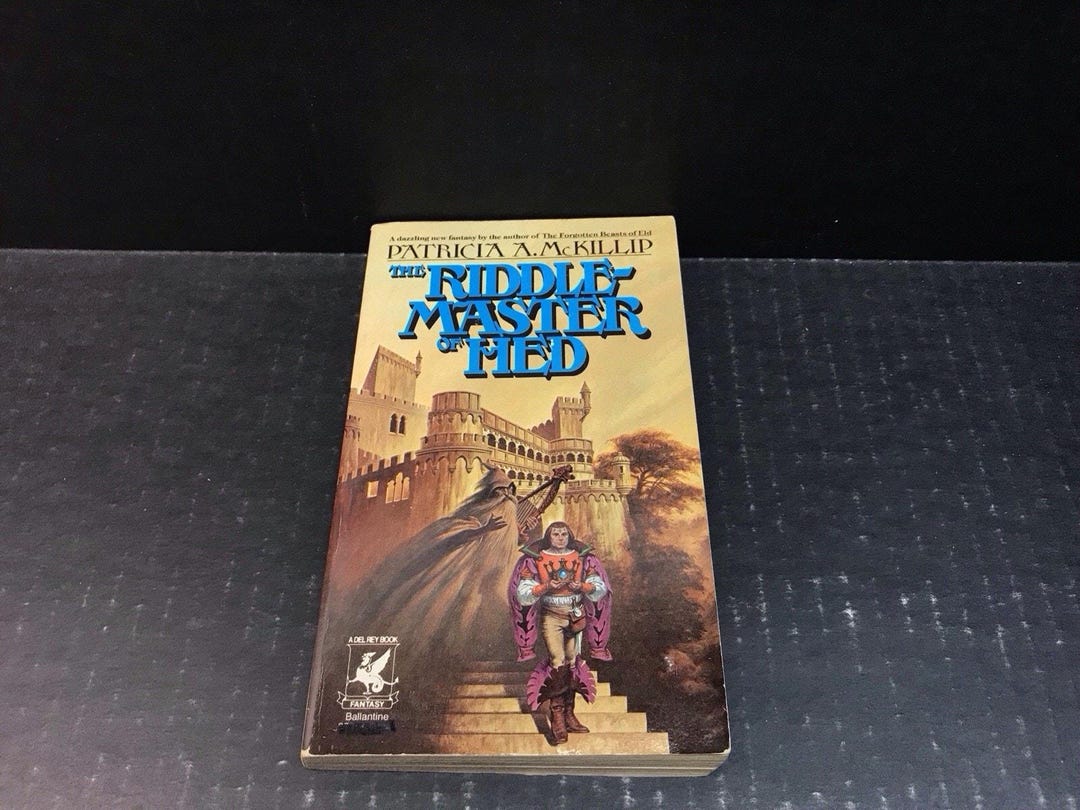 A dazzling new fantasy by the author of The Forgotten Beasts of Eld
PATRICIA A. McKILLIP
THE RIDDLE-
MASTER
OF HED
A DEL REY BOOK
FANTASY
Ballantine